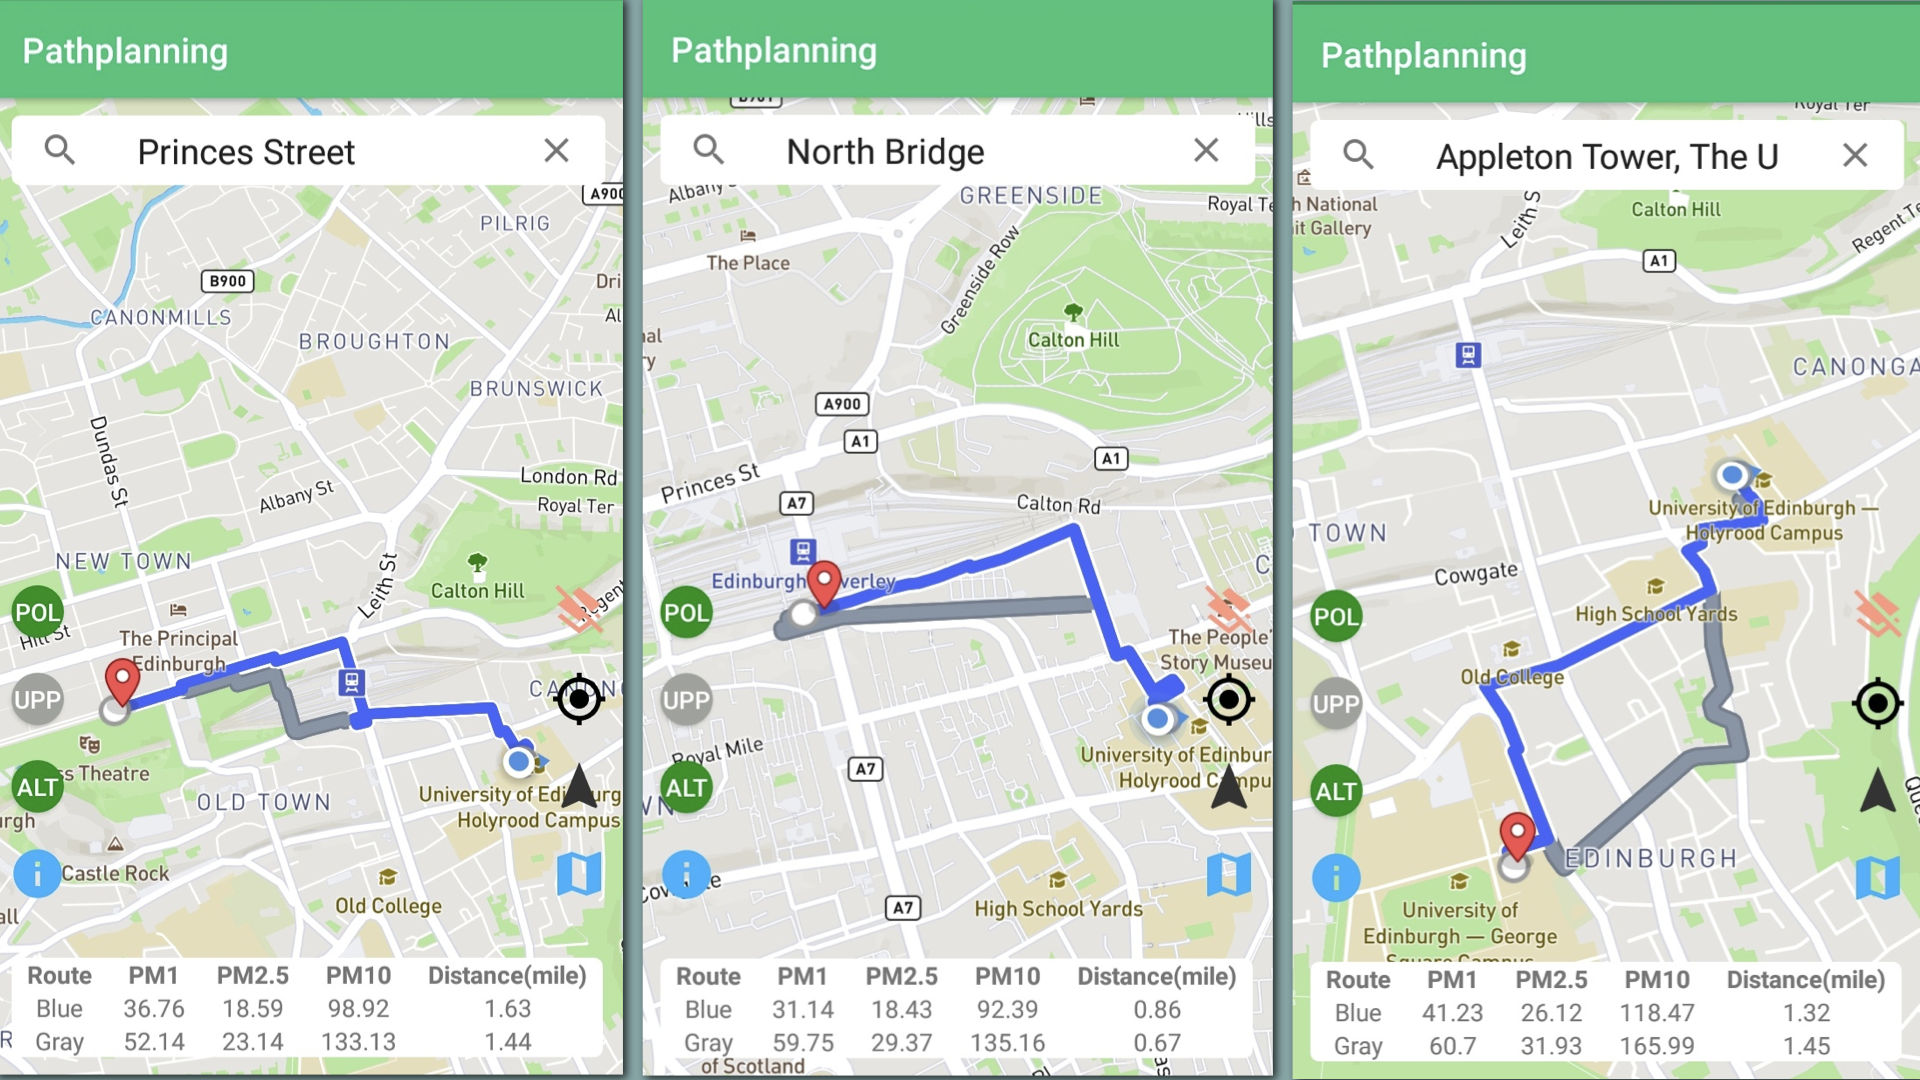 Pathplanning
Princes Street
A900
PILRIG
B900
CANONMILLS
BROUGHTON
BRUNSWICK
Dundas St
London Rd
Albany St
Royal Ter
NEW TOWN
Leith St
Calton Hill
POL
Hill St
The Principal
Edinburgh
UPP
ss Theatre
ALT
OLD TOWN
University of Edinburg
Holyrood Campus
i
Castle Rock
Old College
Route PM1 PM2.5 PM10 Distance(mile)
Blue 36.76 18.59 98.92 1.63
Gray 52.14 23.14 133.13 1.44
Pathplanning
B901
North Bridge
Albany S
GREENSIDE
Royal Te
The Place
Greenside Row
Calton Hill
A900
A1
A1
Princes St
A7
Calton Rd
Edinburgh verley
POL
The People'
Story Museu
UPP
Royal Mile
University of Edinbur
Holyrood Campu
A7
ALT
i
Cowgate
High School Yards
A7
Route PM1 PM2.5 PM10 Distance(mile)
Blue 31.14 18.43 92.39 0.86
Gray 59.75 29.37 135.16 0.67
of Scotland
Pathplanning
Royal Ter
Appleton Tower, The U
h National
it Gallery
Leith S
Calton Hill
Regent Te
A1
CANONGA
University of Edinburgh —
Holyrood Campus
TOWN
Cowgate
High School Yards
POL
Old College
UPP
ALT
EDINBURGH
i
University of
Edinburgh — George
Square Campus
Route PM1 PM2.5 PM10 Distance(mile)
Blue 41.23 26.12 118.47 1.32
Gray 60.7 31.93 165.99 1.45